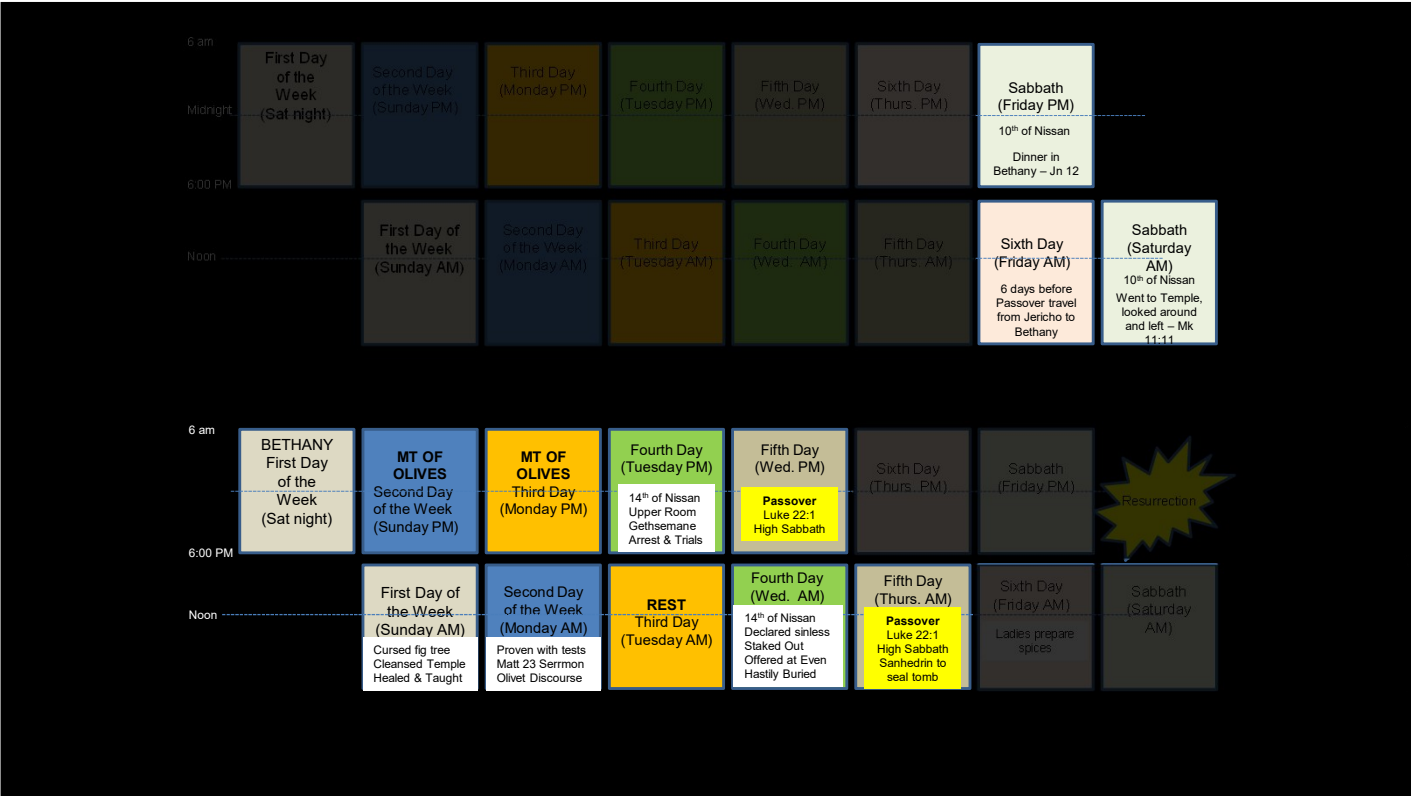 6 am
First Day
of the
Week
(Sat night)
Second Day
of the Week
(Sunday PM)
Third Day
(Monday PM)
Fourth Day
(Tuesday PM)
Fifth Day
(Wed. PM)
Sixth Day
(Thurs. PM)
Sabbath
(Friday PM)
10th of Nissan
Dinner in
Bethany – Jn 12
Midnight
6:00 PM
First Day of
the Week
(Sunday AM)
Second Day
of the Week
(Monday AM)
Third Day
(Tuesday AM)
Fourth Day
(Wed. AM)
Fifth Day
(Thurs. AM)
Sixth Day
(Friday AM)
6 days before
Passover travel
from Jericho to
Bethany
Sabbath
(Saturday
AM)
10th of Nissan
Went to Temple,
looked around
and left – Mk
11:11
Noon
6 am
BETHANY
First Day
of the
Week
(Sat night)
MT OF
OLIVES
Second Day
of the Week
(Sunday PM)
MT OF
OLIVES
Third Day
(Monday PM)
Fourth Day
(Tuesday PM)
14th of Nissan
Upper Room
Gethsemane
Arrest & Trials
Fifth Day
(Wed. PM)
Passover
Luke 22:1
High Sabbath
Sixth Day
(Thurs. PM)
Sabbath
(Friday PM)
Resurrection
6:00 PM
First Day of
the Week
(Sunday AM)
Cursed fig tree
Cleansed Temple
Healed & Taught
Second Day
of the Week
(Monday AM)
Proven with tests
Matt 23 Serrmon
Olivet Discourse
REST
Third Day
(Tuesday AM)
Fourth Day
(Wed. AM)
14th of Nissan
Declared sinless
Staked Out
Offered at Even
Hastily Buried
Fifth Day
(Thurs. AM)
Passover
Luke 22:1
High Sabbath
Sanhedrin to
seal tomb
Sixth Day
(Friday AM)
Ladies prepare
spices
Sabbath
(Saturday
AM)
Noon